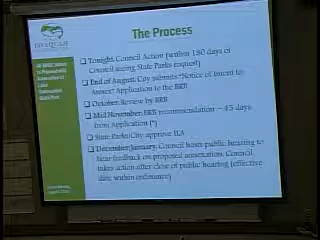 The Process
Tonight: Council Action (within 180 days of
Council seeing State Parks request)
End of August: City submits "Notice of Intent to
Annex" Application to the BRB
October: Review by BRB
Mid November: BRB recommendation ~45 days
from Application (*)
State Parks/City approve ILA
December/January: Council hosts public hearing to
hear feedback on proposed annexation. Council
takes action after close of public hearing (effective
date within ordinance)